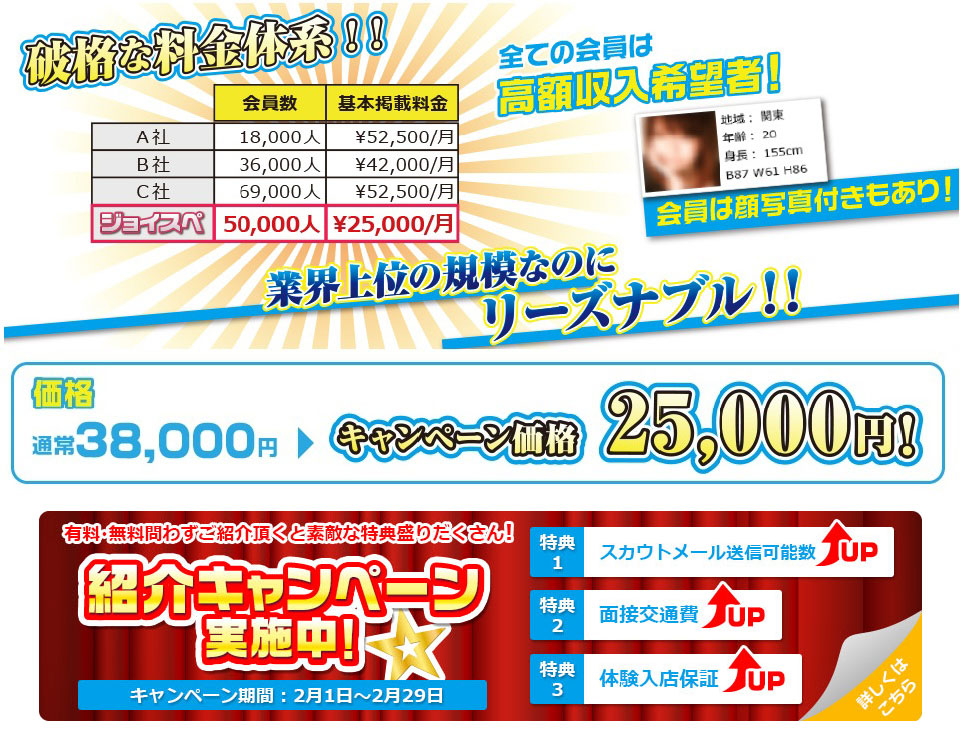 破格な料金体系！！
会員数 基本掲載料金
A社 18,000人 ¥52,500/月
B社 36,000人 ¥42,000/月
C社 69,000人 ¥52,500/月
ジョイスペ 50,000人 ¥25,000/月
全ての会員は
高額収入希望者！
地域： 関東
年齢： 20
身長： 155cm
B87 W61 H86
会員は顔写真付きもあり！
業界上位の規模なのに
リーズナブル！！
価格
通常38,000円
キャンペーン価格 25,000円！
有料・無料問わずご紹介頂くと素敵な特典盛りだくさん！
紹介キャンペーン
実施中！
キャンペーン期間：2月1日～2月29日
特典1 スカウトメール送信可能数 UP
特典2 面接交通費 UP
特典3 体験入店保証 UP
詳しくは
こちら